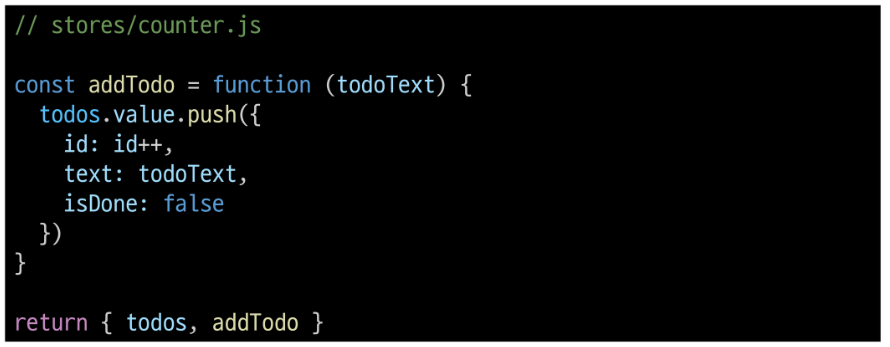 // stores/counter.js
const addTodo = function (todoText) {
todos.value.push({
id: id++,
text: todoText,
isDone: false
})
}
return { todos, addTodo }